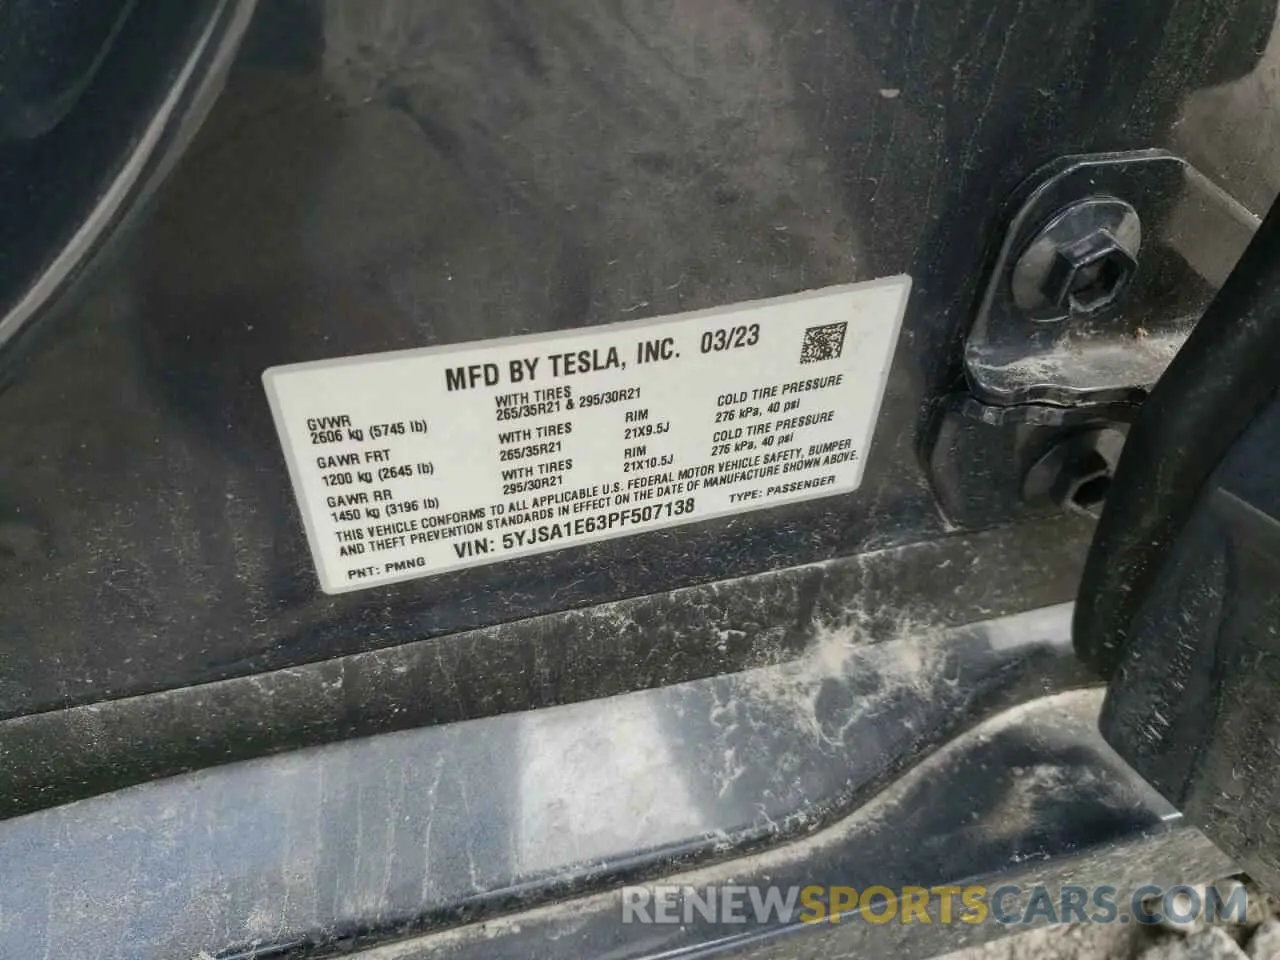 MFD BY TESLA, INC. 03/23
GVWR WITH TIRES
2606 kg (5745 lb) 265/35R21 & 295/30R21
GAWR FRT WITH TIRES RIM COLD TIRE PRESSURE
1200 kg (2645 lb) 265/35R21 21X9.5J 276 kPa, 40 psi
GAWR RR WITH TIRES RIM COLD TIRE PRESSURE
1450 kg (3196 lb) 295/30R21 21X10.5J 276 kPa, 40 psi
THIS VEHICLE CONFORMS TO ALL APPLICABLE U.S. FEDERAL MOTOR VEHICLE SAFETY, BUMPER
AND THEFT PREVENTION STANDARDS IN EFFECT ON THE DATE OF MANUFACTURE SHOWN ABOVE.
PNT: PMNG VIN: 5YJSA1E63PF507138 TYPE: PASSENGER
RENEWSPORTSCARS.COM